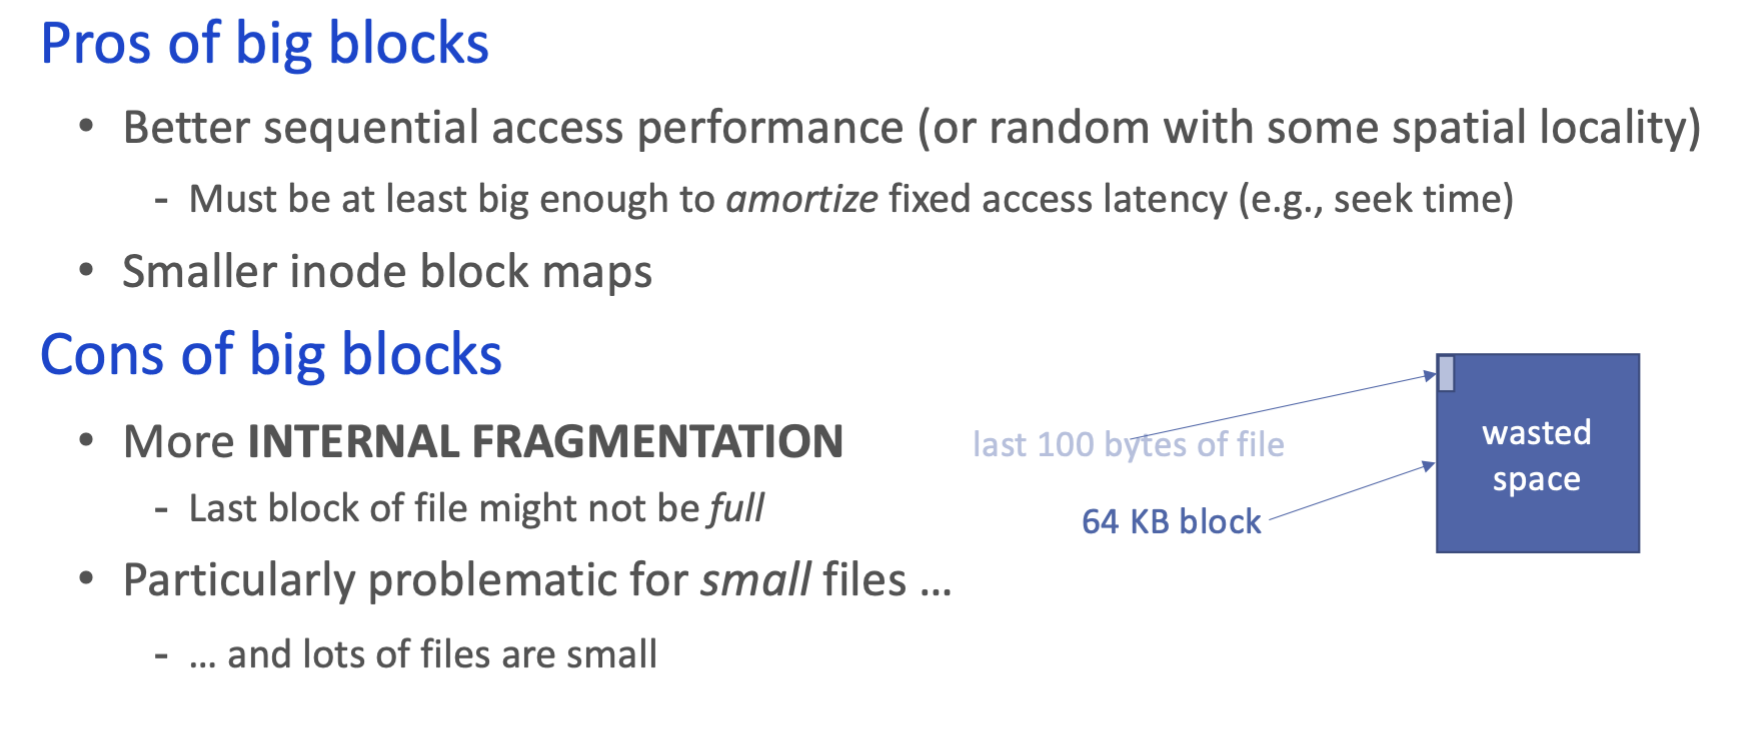 Pros of big blocks
• Better sequential access performance (or random with some spatial locality)
- Must be at least big enough to amortize fixed access latency (e.g., seek time)
• Smaller inode block maps
Cons of big blocks
• More INTERNAL FRAGMENTATION
- Last block of file might not be full
• Particularly problematic for small files ...
- ... and lots of files are small
last 100 bytes of file
64 KB block
wasted
space